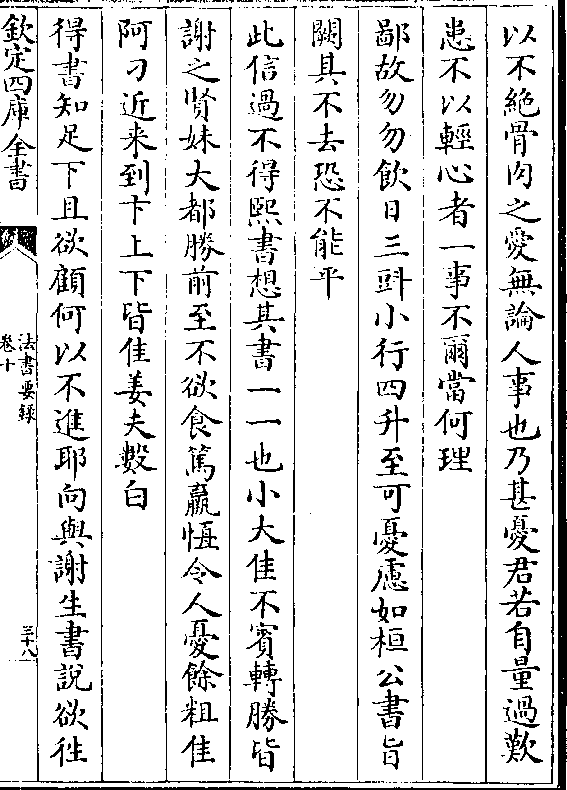 以不絶骨肉之愛無論人事也乃甚憂君若自量過歎
患不以輕心者一事不爾當何理
鄙故勿勿飲日三㪷小行四升至可憂慮如桓公書旨
闕其不去恐不能平
此信過不得熙書想其書一一也小大佳不賓轉勝皆
謝之賢妹大都勝前至不欲食篤羸恆令人憂餘粗佳
阿刁近来到卞上下皆佳姜夫數白
得書知足下且欲顧何以不進耶向與謝生書說欲往
欽定四庫全書
法書要録
卷十
三十八